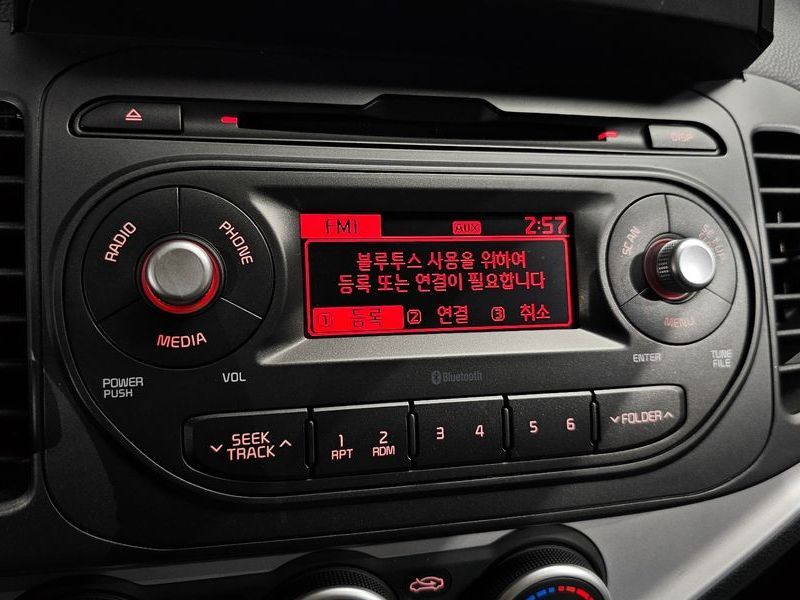 DISP
RADIO
PHONE
MEDIA
POWER
PUSH
VOL
FM1 AUX 2:57
블루투스 사용을 위하여
등록 또는 연결이 필요합니다
① 등록 ② 연결 ③ 취소
SCAN
SETUP
MENU
ENTER
TUNE
FILE
Bluetooth
SEEK
TRACK
1 2
RPT RDM
3 4
5 6
FOLDER